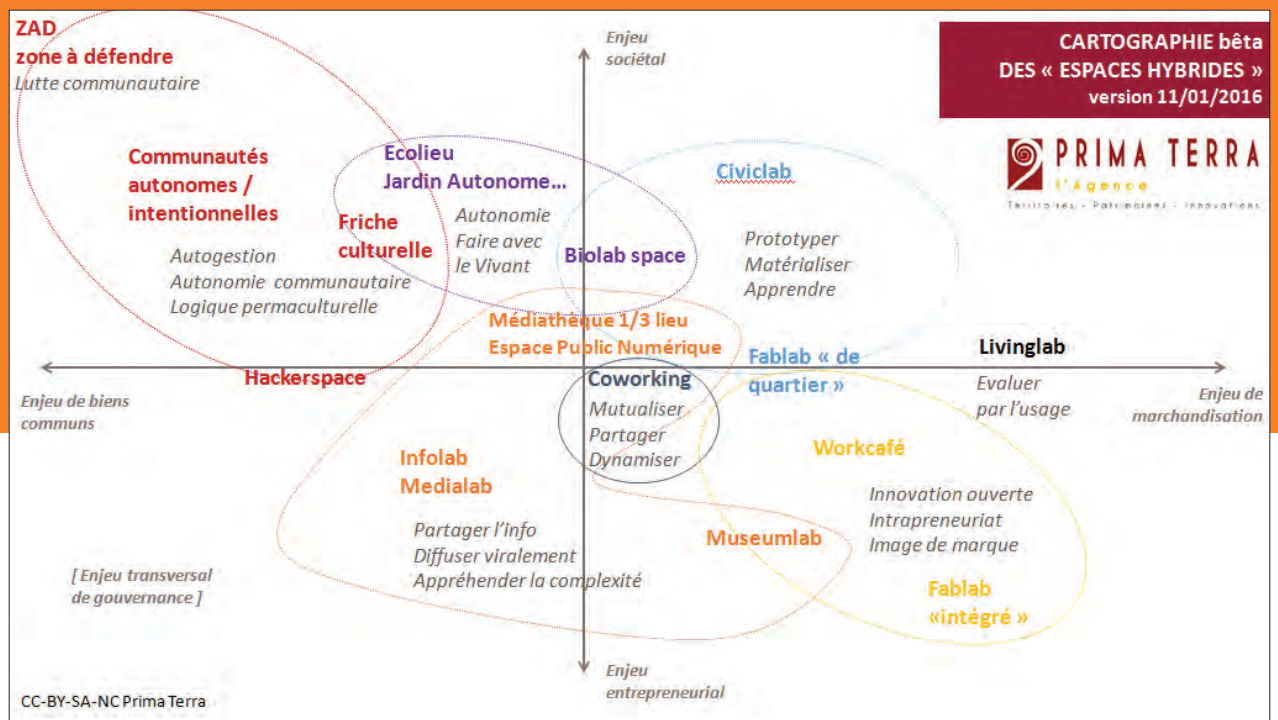 ZAD
zone à défendre
Lutte communautaire
Enjeu
sociétal
CARTOGRAPHIE bêta
DES « ESPACES HYBRIDES »
version 11/01/2016
PRIMA TERRA
l'Agence
Territoires - Patrimoines - Innovations
Communautés
autonomes /
intentionnelles
Autogestion
Autonomie communautaire
Logique permaculturelle
Friche
culturelle
Ecolieu
Jardin Autonome...
Autonomie
Faire avec
le Vivant
Biolab space
Civiclab
Prototyper
Matérialiser
Apprendre
Médiathèque 1/3 lieu
Espace Public Numérique
Hackerspace
Fablab « de
quartier »
Livinglab
Evaluer
par l'usage
Enjeu de biens
communs
Enjeu de
marchandisation
Coworking
Mutualiser
Partager
Dynamiser
Infolab
Medialab
Partager l'info
Diffuser viralement
Appréhender la complexité
Workcafé
Innovation ouverte
Intrapreneuriat
Image de marque
Museumlab
Fablab
«intégré »
[ Enjeu transversal
de gouvernance ]
Enjeu
entrepreneurial
CC-BY-SA-NC Prima Terra